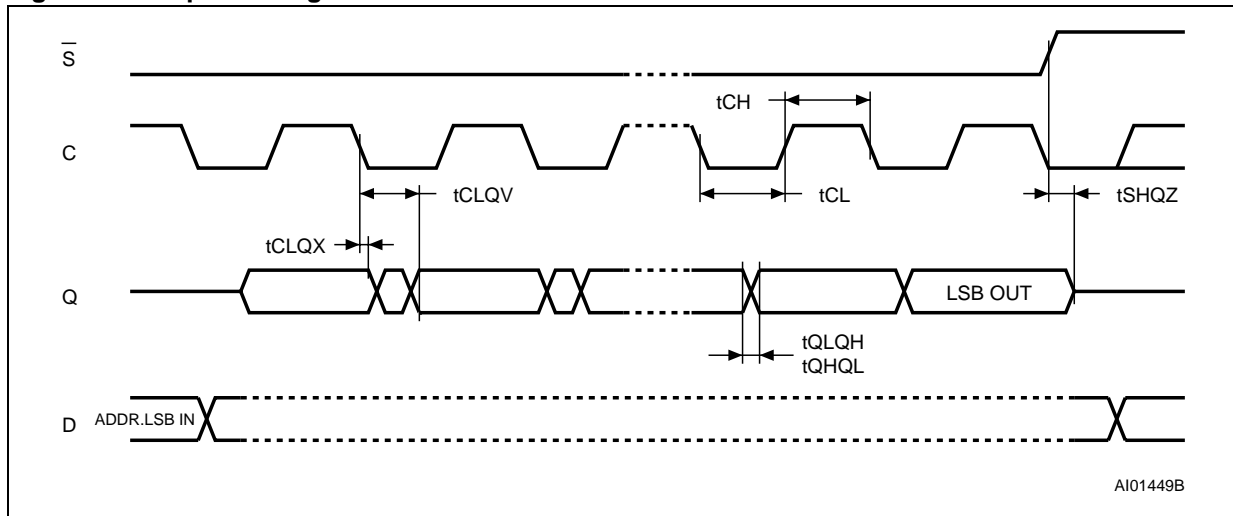 S
tCH
C
tCLQV
tCL
tSHQZ
tCLQX
Q
LSB OUT
tQLQH
tQHQL
D
ADDR.LSB IN
AI01449B